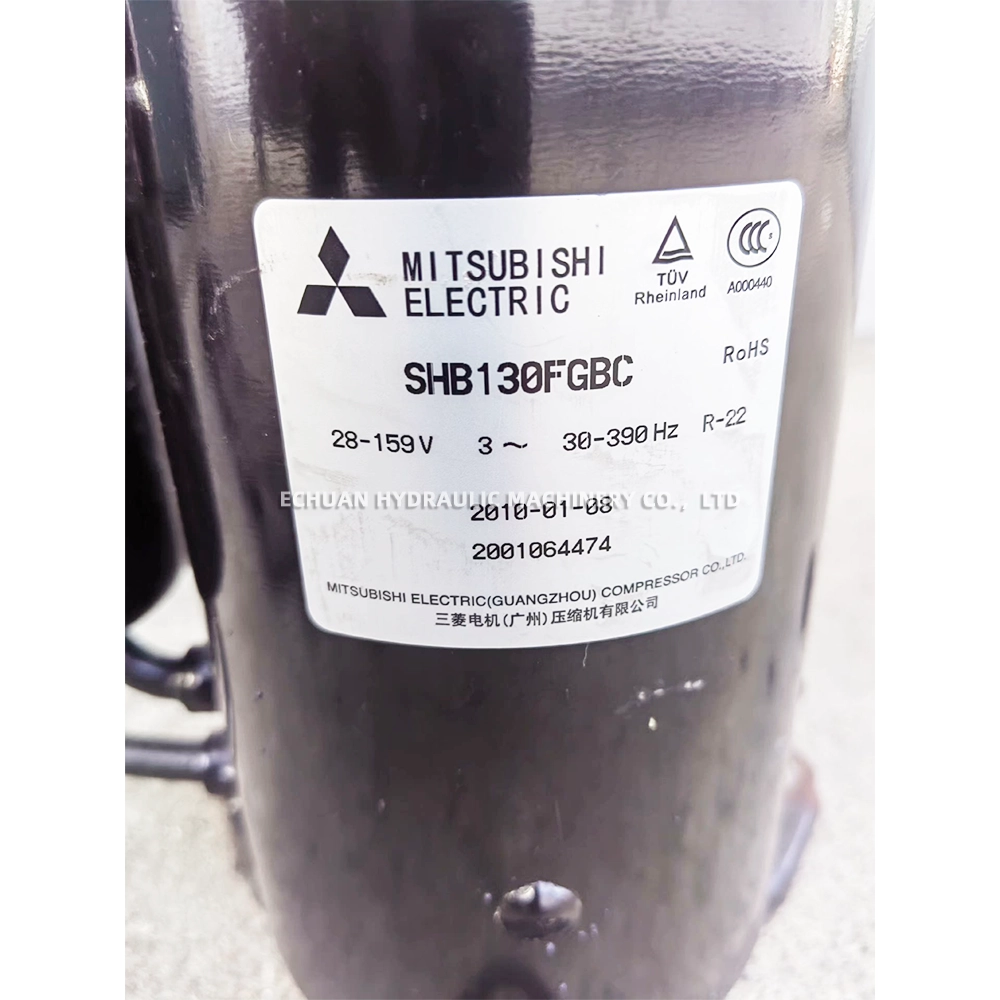 MITSUBISHI
ELECTRIC
TÜV
Rheinland
CCC S
A000440
SHB130FGBC
RoHS
28-159V 3~ 30-390Hz R-22
ECHUAN HYDRAULIC MACHINERY CO., LTD
2010-01-08
2001064474
MITSUBISHI ELECTRIC(GUANGZHOU) COMPRESSOR CO.,LTD.
三菱电机(广州)压缩机有限公司